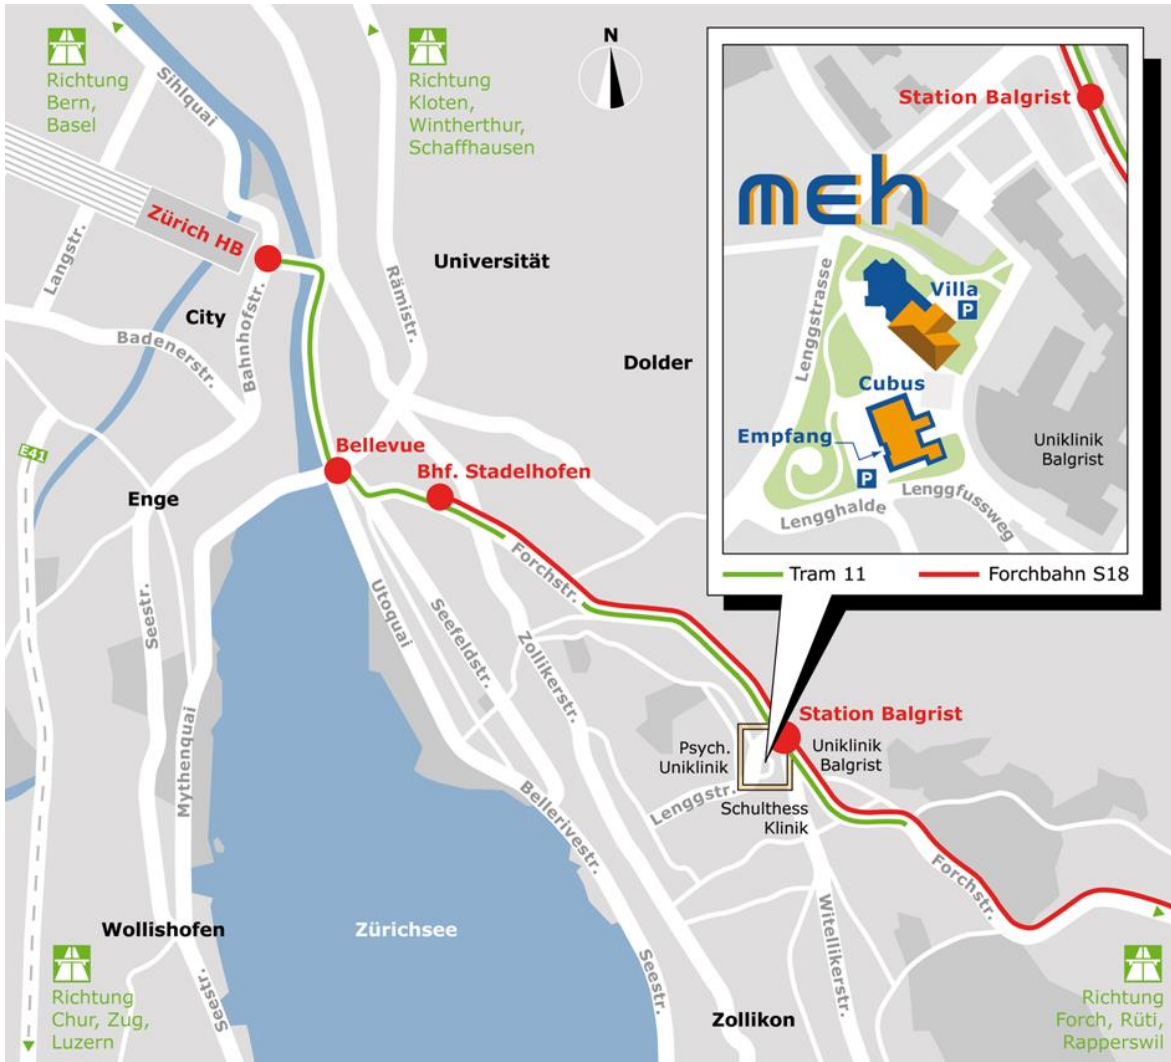 Richtung
Bern,
Basel
Richtung
Kloten,
Wintherthur,
Schaffhausen
N
Sihlquai
Langstr.
Zürich HB
City
Badenerstr.
Bahnhofstr.
Rämistr.
Universität
Dolder
E41
Bellevue
Bhf. Stadelhofen
Enge
Forchstr.
Utoquai
Seefeldstr.
Zollikerstr.
Seestr.
Mythenquai
Bellerivestr.
Station Balgrist
Psych.
Uniklinik
Uniklinik
Balgrist
Lenggstr.
Schulthess
Klinik
Forchstr.
Witellikerstr.
Wollishofen
Zürichsee
Seestr.
Seestr.
Zollikon
Richtung
Chur, Zug,
Luzern
Richtung
Forch, Rüti,
Rapperswil
Station Balgrist
meh
Lenggstrasse
Villa
P
Cubus
Empfang
P
Uniklinik
Balgrist
Lengghalde
Lenggfussweg
Tram 11
Forchbahn S18